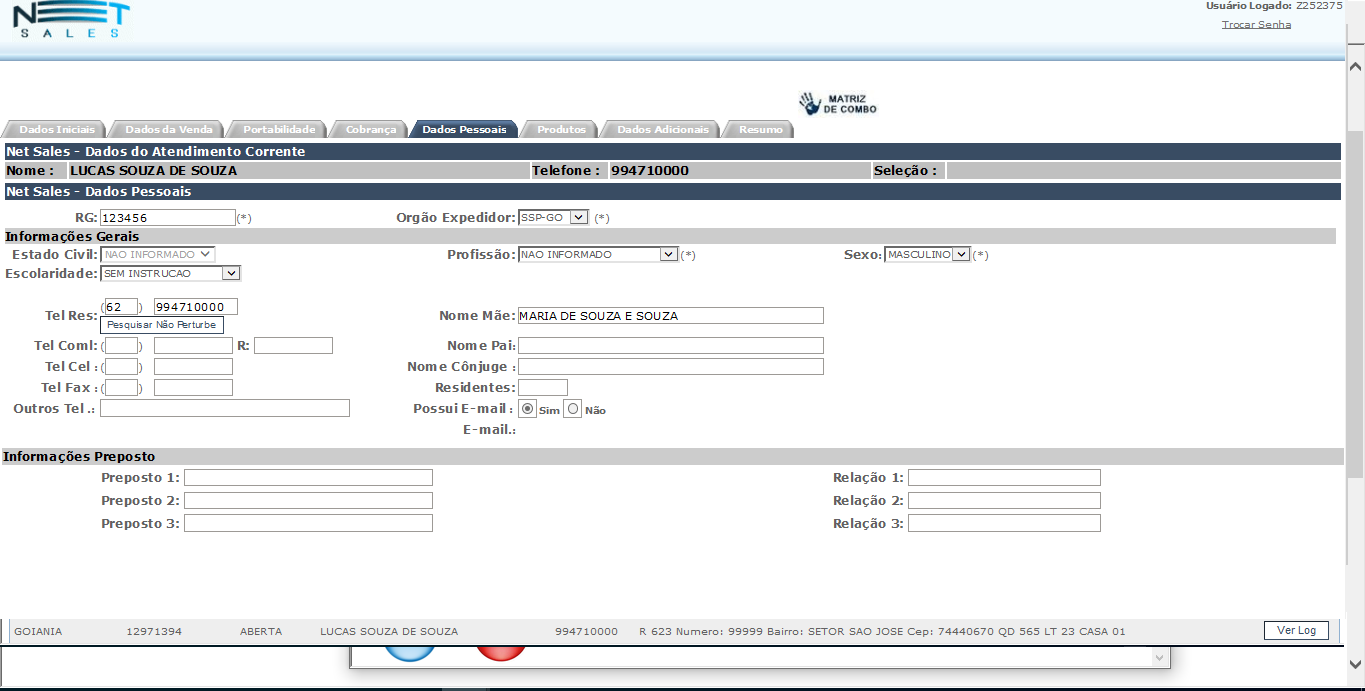 NET
SALES
Usuário Logado: Z252375
Trocar Senha
MATRIZ
DE COMBO
Dados Iniciais Dados da Venda Portabilidade Cobrança Dados Pessoais Produtos Dados Adicionais Resumo
Net Sales - Dados do Atendimento Corrente
Nome : LUCAS SOUZA DE SOUZA Telefone : 994710000 Seleção :
Net Sales - Dados Pessoais
RG: 123456 (*) Orgão Expedidor: SSP-GO (*)
Informações Gerais
Estado Civil: NAO INFORMADO Profissão: NAO INFORMADO (*) Sexo: MASCULINO (*)
Escolaridade: SEM INSTRUCAO
Tel Res: (62) 994710000 Nome Mãe: MARIA DE SOUZA E SOUZA
Pesquisar Não Perturbe
Tel Coml: ( ) R: Nome Pai:
Tel Cel : ( ) Nome Cônjuge :
Tel Fax : ( ) Residentes:
Outros Tel .: Possui E-mail : Sim Não
E-mail.:
Informações Preposto
Preposto 1: Relação 1:
Preposto 2: Relação 2:
Preposto 3: Relação 3:
GOIANIA 12971394 ABERTA LUCAS SOUZA DE SOUZA 994710000 R 623 Numero: 99999 Bairro: SETOR SAO JOSE Cep: 74440670 QD 565 LT 23 CASA 01 Ver Log